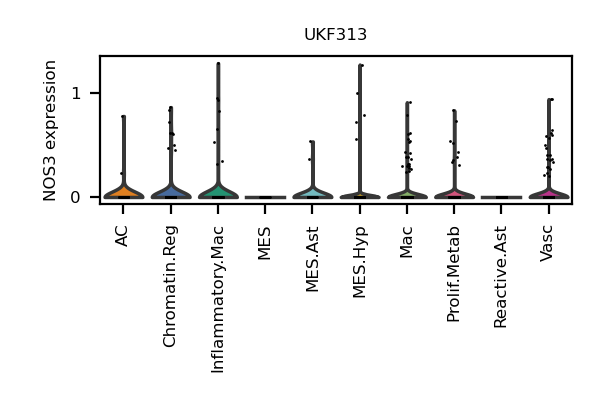 UKF313
NOS3 expression
1
0
AC
Chromatin.Reg
Inflammatory.Mac
MES
MES.Ast
MES.Hyp
Mac
Prolif.Metab
Reactive.Ast
Vasc